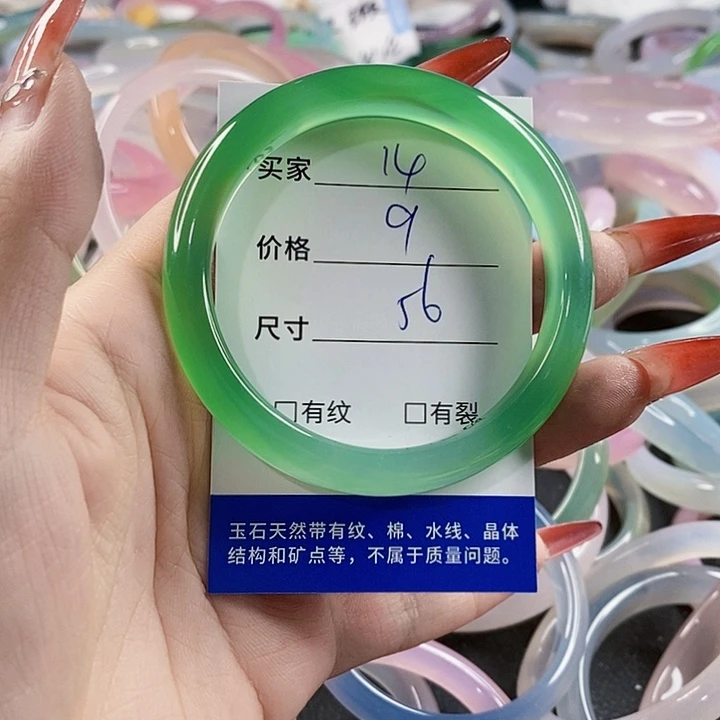 买家 14
价格 9
尺寸 56
□有纹 □有裂
玉石天然带有纹、棉、水线、晶体
结构和矿点等，不属于质量问题。